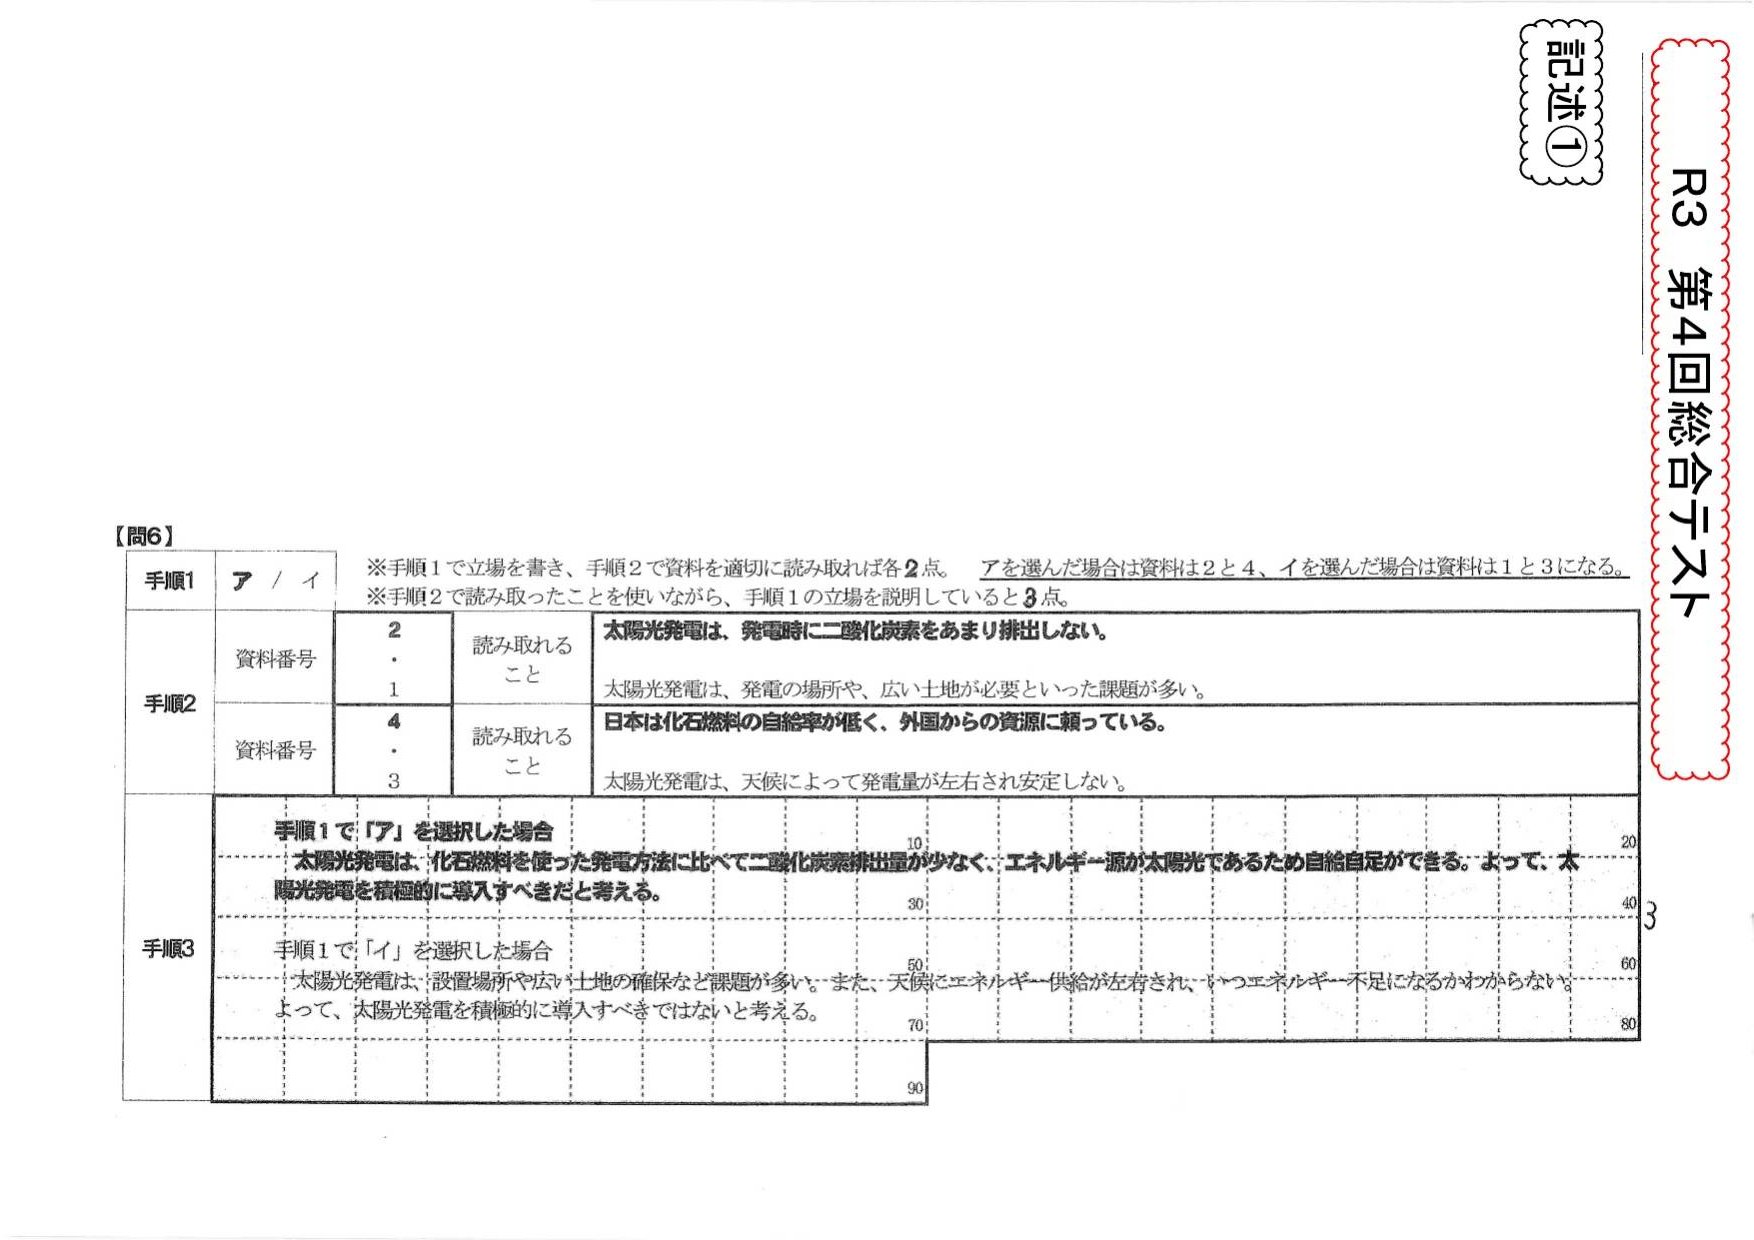 R3 第4回総合テスト
記述①
【問6】
手順1 ア / イ
※手順1で立場を書き、手順2で資料を適切に読み取れば各2点。 アを選んだ場合は資料は2と4、イを選んだ場合は資料は1と3になる。
※手順2で読み取ったことを使いながら、手順1の立場を説明していると3点。
手順2
資料番号
2
・
1
読み取れる
こと
太陽光発電は、発電時に二酸化炭素をあまり排出しない。
太陽光発電は、発電の場所や、広い土地が必要といった課題が多い。
資料番号
4
・
3
読み取れる
こと
日本は化石燃料の自給率が低く、外国からの資源に頼っている。
太陽光発電は、天候によって発電量が左右され安定しない。
手順3
手順1で「ア」を選択した場合
10
20
太陽光発電は、化石燃料を使った発電方法に比べて二酸化炭素排出量が少なく、エネルギー源が太陽光であるため自給自足ができる。よって、太
陽光発電を積極的に導入すべきだと考える。
30
40
3
手順1で「イ」を選択した場合
50
60
太陽光発電は、設置場所や広い土地の確保など課題が多い。また、天候にエネルギー供給が左右され、いつエネルギー不足になるかわからない。
よって、太陽光発電を積極的に導入すべきではないと考える。
70
80
90